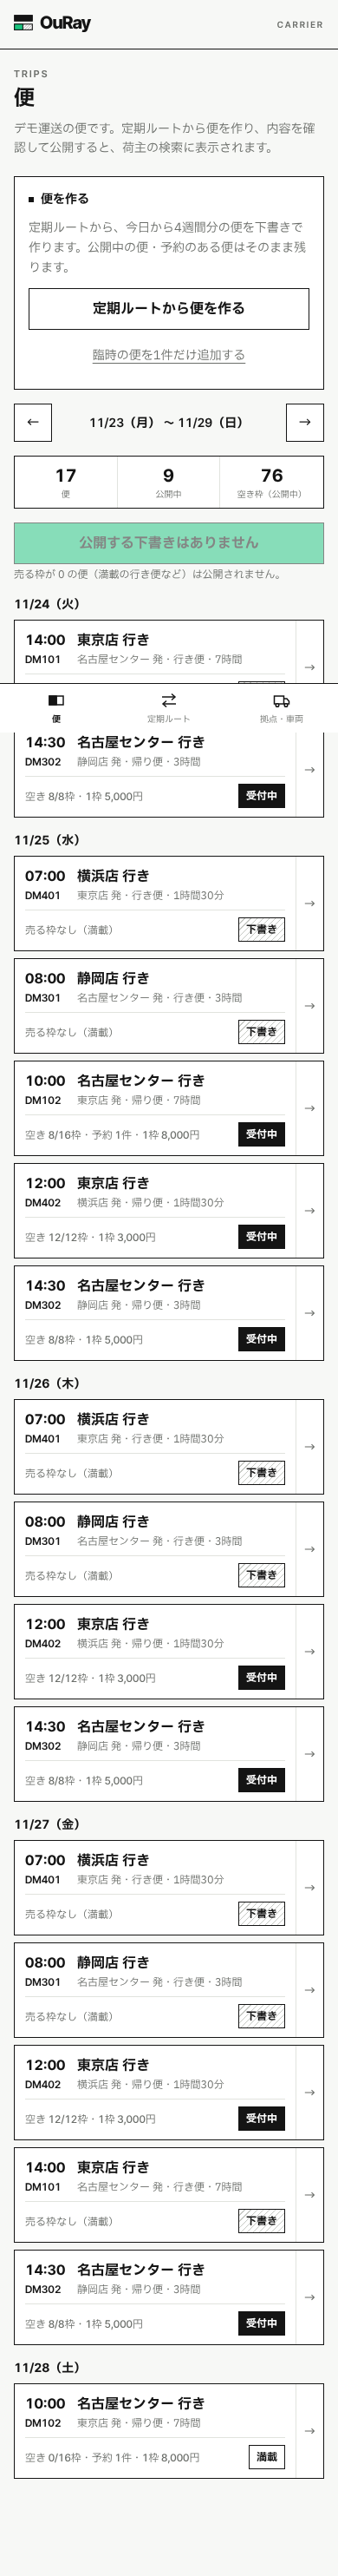 OuRay
CARRIER
TRIPS
便
デモ運送の便です。定期ルートから便を作り、内容を確
認して公開すると、荷主の検索に表示されます。
便を作る
定期ルートから、今日から4週間分の便を下書きで
作ります。公開中の便・予約のある便はそのまま残
ります。
定期ルートから便を作る
臨時の便を1件だけ追加する
← 11/23（月）〜 11/29（日） →
17 9 76
便 公開中 空き枠（公開中）
公開する下書きはありません
売る枠が 0 の便（満載の行き便など）は公開されません。
11/24（火）
14:00 東京店 行き
DM101 名古屋センター 発・行き便・7時間
→
便 定期ルート 拠点・車両
14:30 名古屋センター 行き
DM302 静岡店 発・帰り便・3時間
→
空き 8/8枠・1枠 5,000円 受付中
11/25（水）
07:00 横浜店 行き
DM401 東京店 発・行き便・1時間30分
→
売る枠なし（満載） 下書き
08:00 静岡店 行き
DM301 名古屋センター 発・行き便・3時間
→
売る枠なし（満載） 下書き
10:00 名古屋センター 行き
DM102 東京店 発・帰り便・7時間
→
空き 8/16枠・予約 1件・1枠 8,000円 受付中
12:00 東京店 行き
DM402 横浜店 発・帰り便・1時間30分
→
空き 12/12枠・1枠 3,000円 受付中
14:30 名古屋センター 行き
DM302 静岡店 発・帰り便・3時間
→
空き 8/8枠・1枠 5,000円 受付中
11/26（木）
07:00 横浜店 行き
DM401 東京店 発・行き便・1時間30分
→
売る枠なし（満載） 下書き
08:00 静岡店 行き
DM301 名古屋センター 発・行き便・3時間
→
売る枠なし（満載） 下書き
12:00 東京店 行き
DM402 横浜店 発・帰り便・1時間30分
→
空き 12/12枠・1枠 3,000円 受付中
14:30 名古屋センター 行き
DM302 静岡店 発・帰り便・3時間
→
空き 8/8枠・1枠 5,000円 受付中
11/27（金）
07:00 横浜店 行き
DM401 東京店 発・行き便・1時間30分
→
売る枠なし（満載） 下書き
08:00 静岡店 行き
DM301 名古屋センター 発・行き便・3時間
→
売る枠なし（満載） 下書き
12:00 東京店 行き
DM402 横浜店 発・帰り便・1時間30分
→
空き 12/12枠・1枠 3,000円 受付中
14:00 東京店 行き
DM101 名古屋センター 発・行き便・7時間
→
売る枠なし（満載） 下書き
14:30 名古屋センター 行き
DM302 静岡店 発・帰り便・3時間
→
空き 8/8枠・1枠 5,000円 受付中
11/28（土）
10:00 名古屋センター 行き
DM102 東京店 発・帰り便・7時間
→
空き 0/16枠・予約 1件・1枠 8,000円 満載